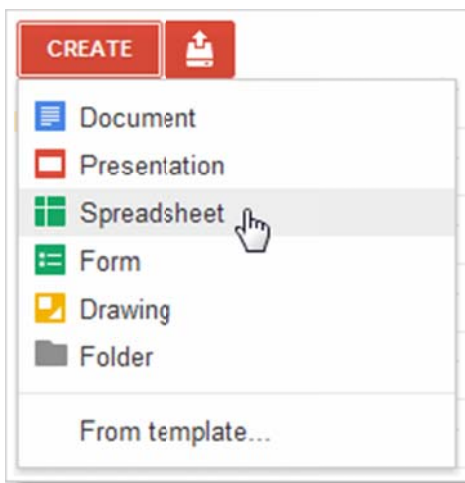 CREATE
Document
Presentation
Spreadsheet
Form
Drawing
Folder
From template...